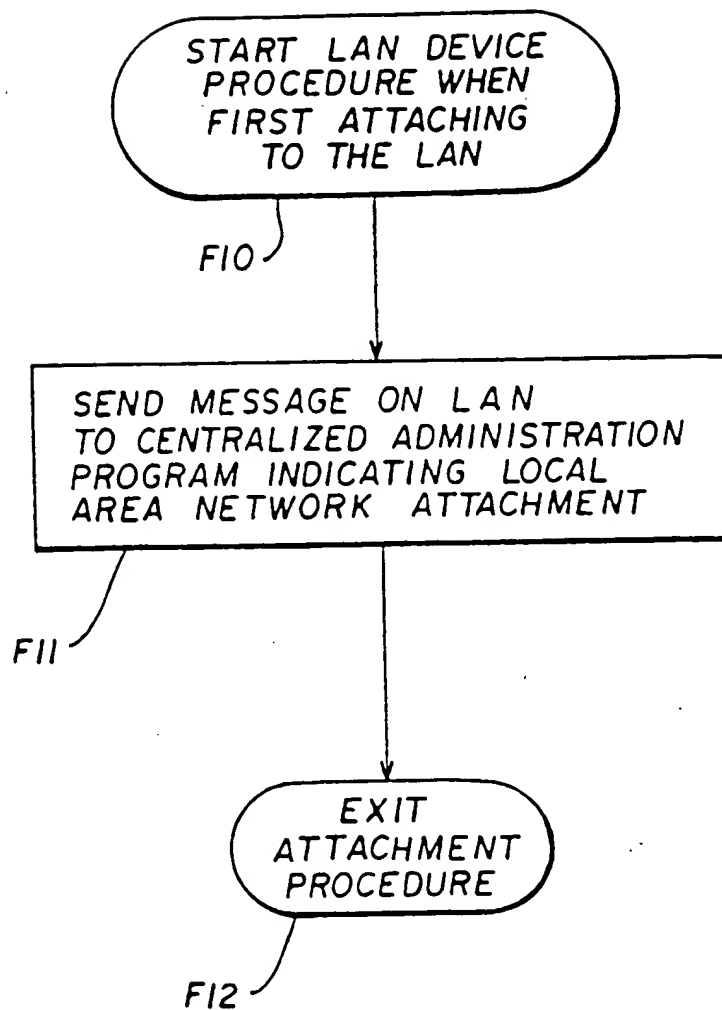 START LAN DEVICE
PROCEDURE WHEN
FIRST ATTACHING
TO THE LAN
F10
SEND MESSAGE ON LAN
TO CENTRALIZED ADMINISTRATION
PROGRAM INDICATING LOCAL
AREA NETWORK ATTACHMENT
F11
EXIT
ATTACHMENT
PROCEDURE
F12